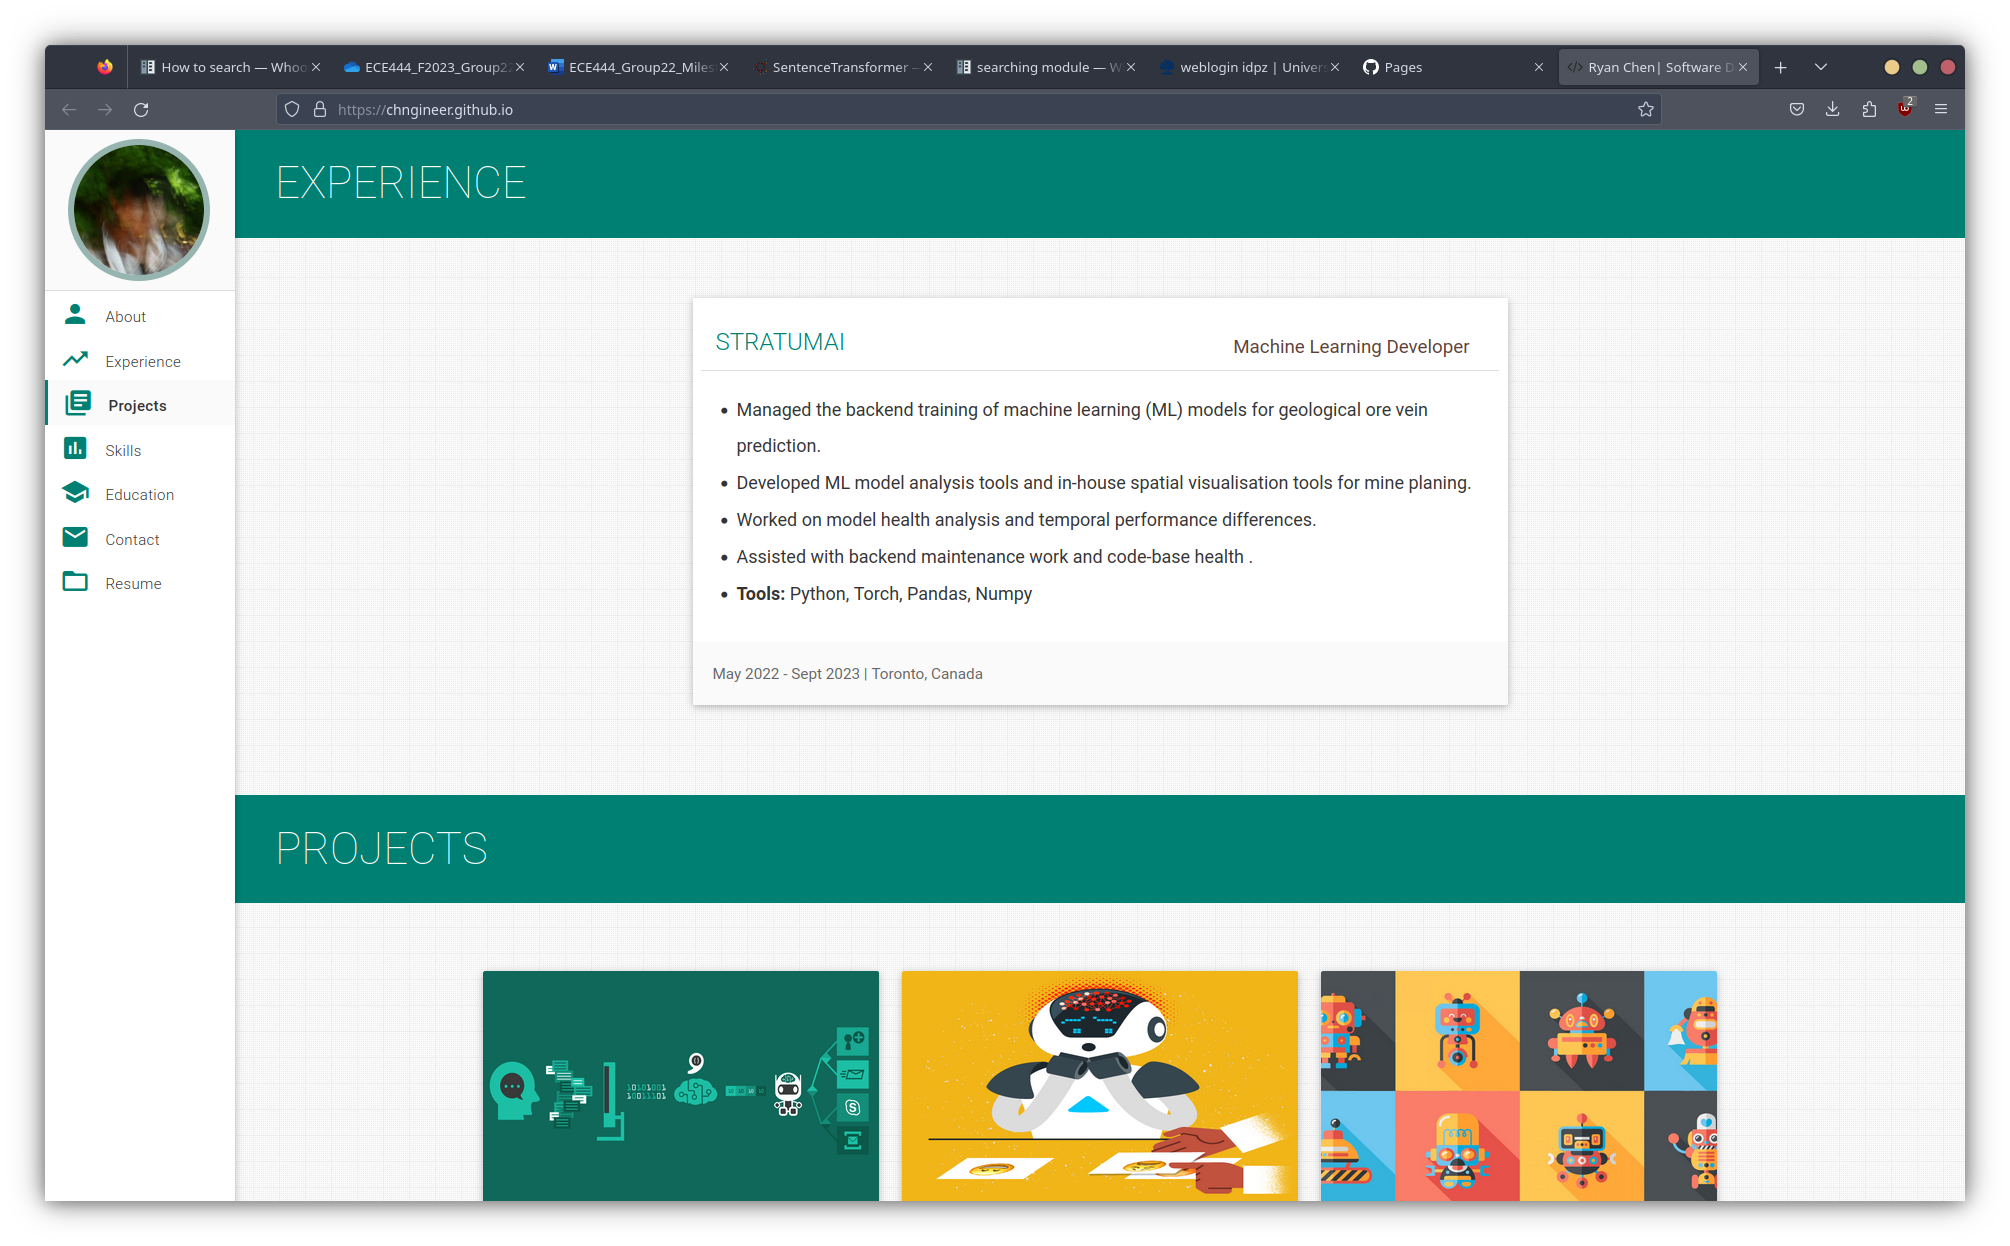 How to search — Whoo
ECE444_F2023_Group22
ECE444_Group22_Miles
SentenceTransformer -
searching module — W
weblogin idpz | Univers
Pages
Ryan Chen| Software D
https://chngineer.github.io
2
About
Experience
Projects
Skills
Education
Contact
Resume
EXPERIENCE
STRATUMAI
Machine Learning Developer
• Managed the backend training of machine learning (ML) models for geological ore vein
prediction.
• Developed ML model analysis tools and in-house spatial visualisation tools for mine planing.
• Worked on model health analysis and temporal performance differences.
• Assisted with backend maintenance work and code-base health .
• Tools: Python, Torch, Pandas, Numpy
May 2022 - Sept 2023 | Toronto, Canada
PROJECTS
10101001
10011101